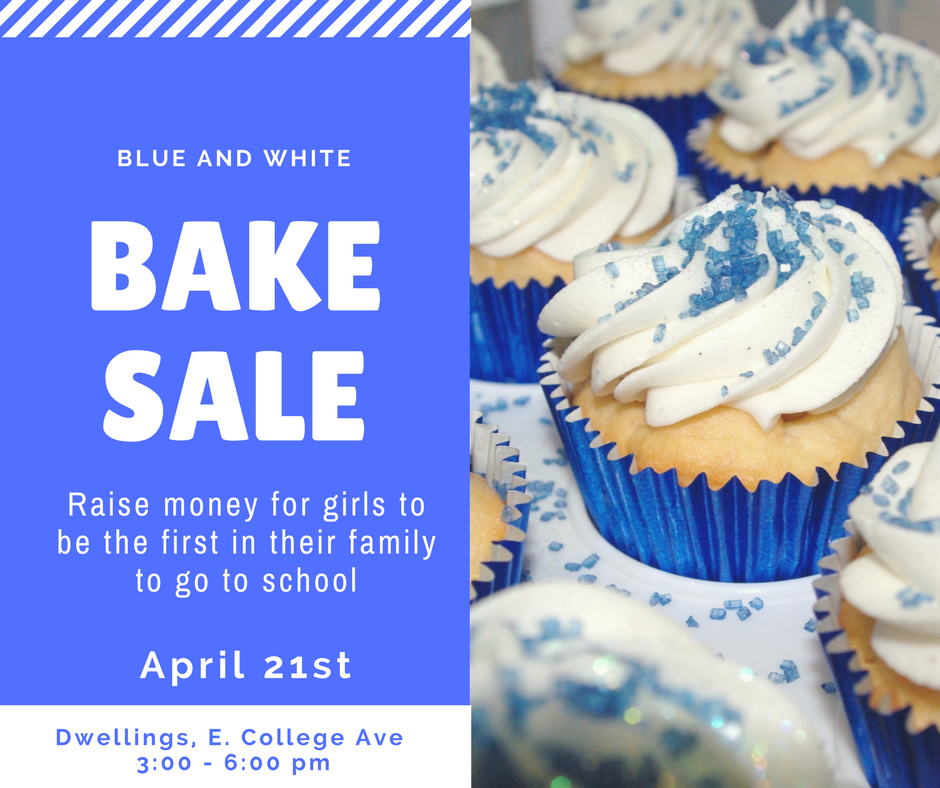 BLUE AND WHITE
BAKE
SALE
Raise money for girls to
be the first in their family
to go to school
April 21st
Dwellings, E. College Ave
3:00 - 6:00 pm